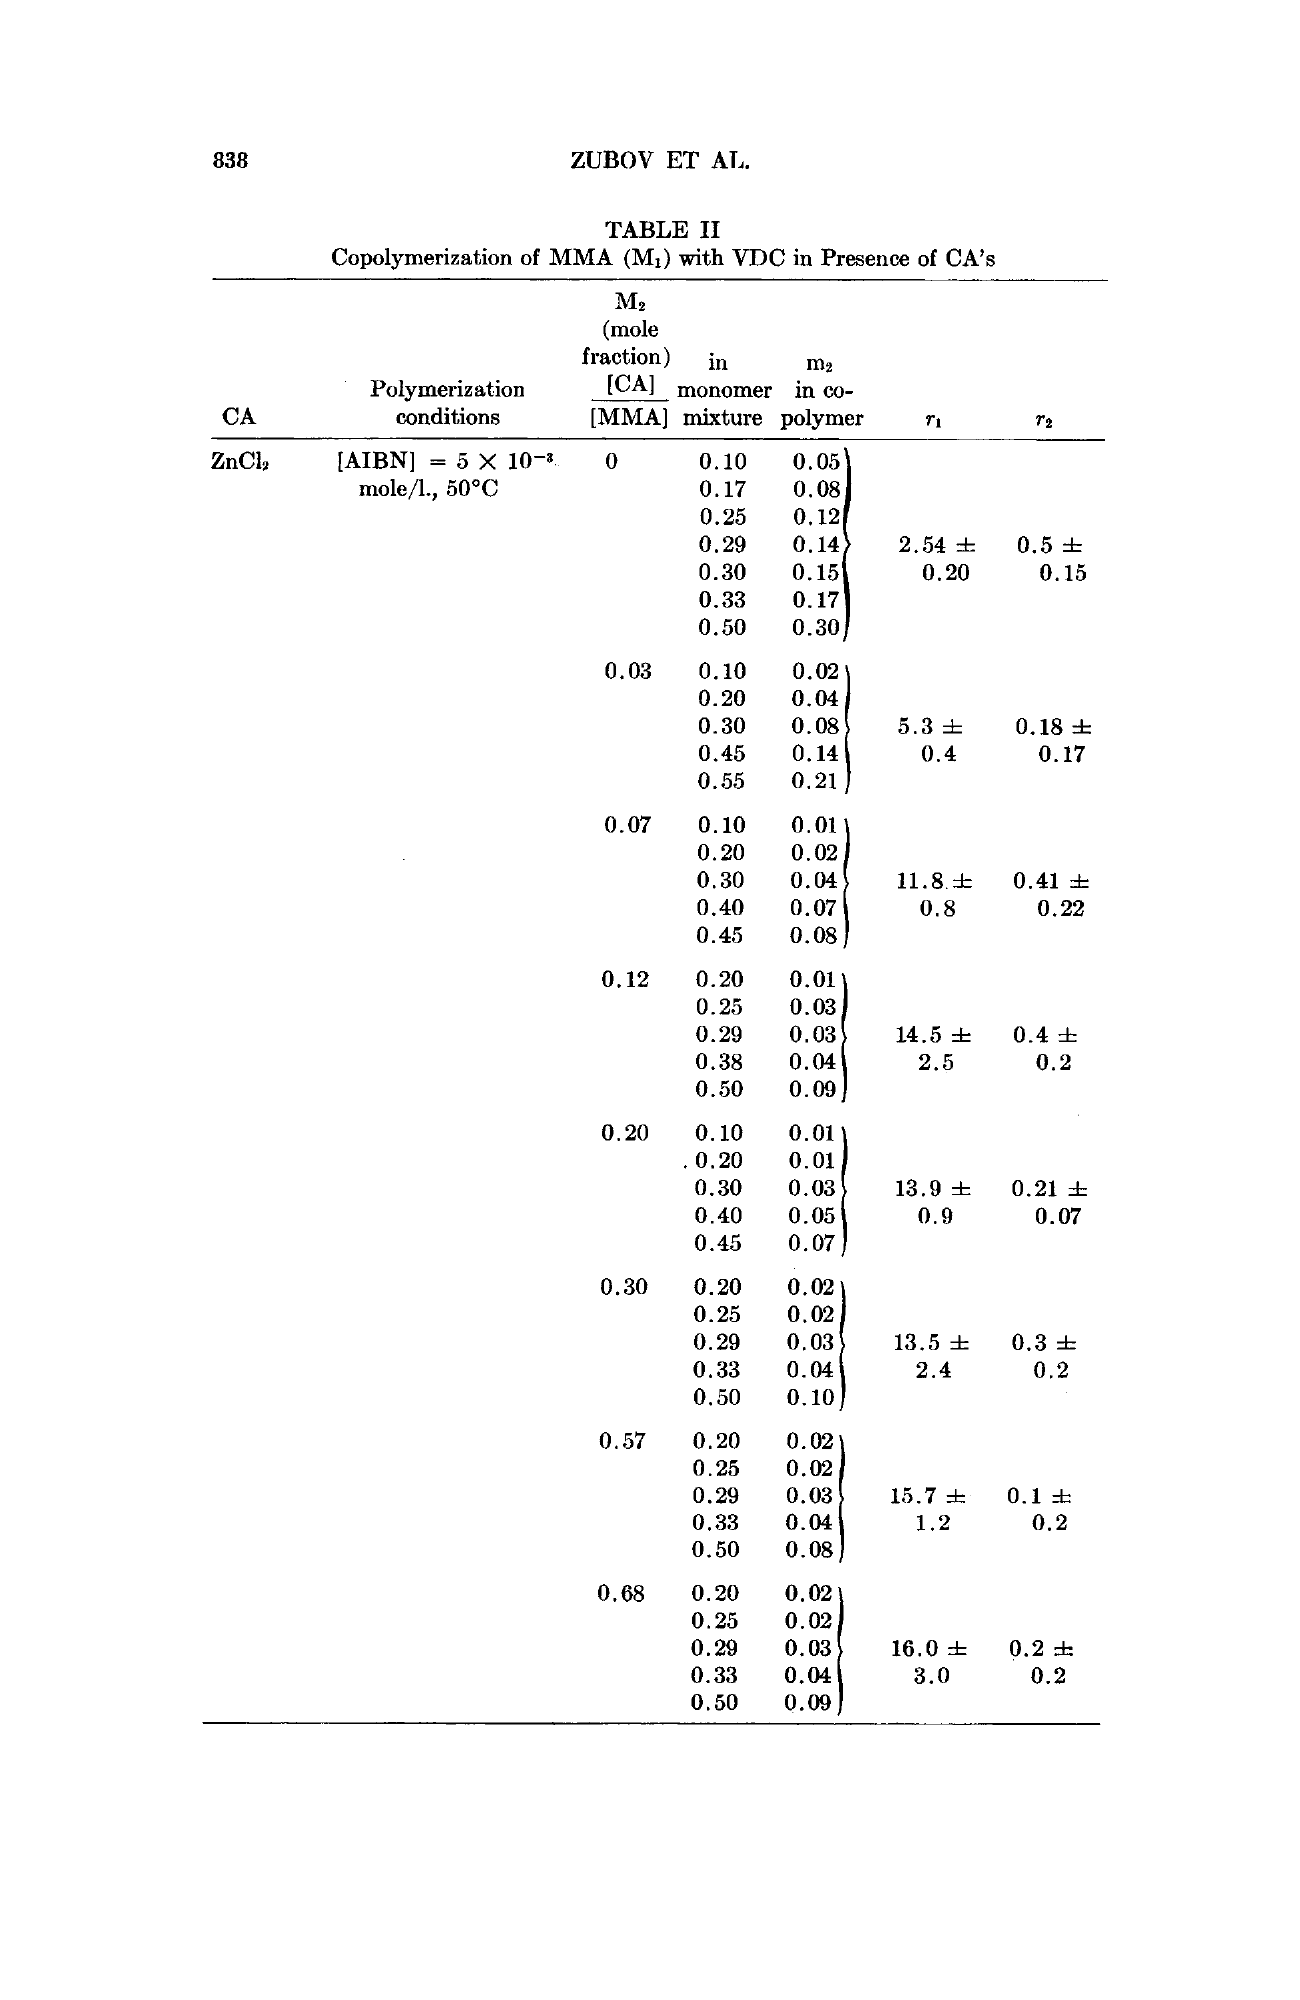 838 ZUBOV ET AL.
TABLE II
Copolymerization of MMA (M₁) with VDC in Presence of CA's
M₂
(mole
fraction) in m₂
Polymerization [CA] monomer in co-
CA conditions [MMA] mixture polymer r₁ r₂
ZnCl₂ [AIBN] = 5 × 10⁻³ 0 0.10 0.05
mole/l., 50°C 0.17 0.08
0.25 0.12
0.29 0.14 2.54 ± 0.5 ±
0.30 0.15 0.20 0.15
0.33 0.17
0.50 0.30
0.03 0.10 0.02
0.20 0.04
0.30 0.08 5.3 ± 0.18 ±
0.45 0.14 0.4 0.17
0.55 0.21
0.07 0.10 0.01
0.20 0.02
0.30 0.04 11.8 ± 0.41 ±
0.40 0.07 0.8 0.22
0.45 0.08
0.12 0.20 0.01
0.25 0.03
0.29 0.03 14.5 ± 0.4 ±
0.38 0.04 2.5 0.2
0.50 0.09
0.20 0.10 0.01
0.20 0.01
0.30 0.03 13.9 ± 0.21 ±
0.40 0.05 0.9 0.07
0.45 0.07
0.30 0.20 0.02
0.25 0.02
0.29 0.03 13.5 ± 0.3 ±
0.33 0.04 2.4 0.2
0.50 0.10
0.57 0.20 0.02
0.25 0.02
0.29 0.03 15.7 ± 0.1 ±
0.33 0.04 1.2 0.2
0.50 0.08
0.68 0.20 0.02
0.25 0.02
0.29 0.03 16.0 ± 0.2 ±
0.33 0.04 3.0 0.2
0.50 0.09